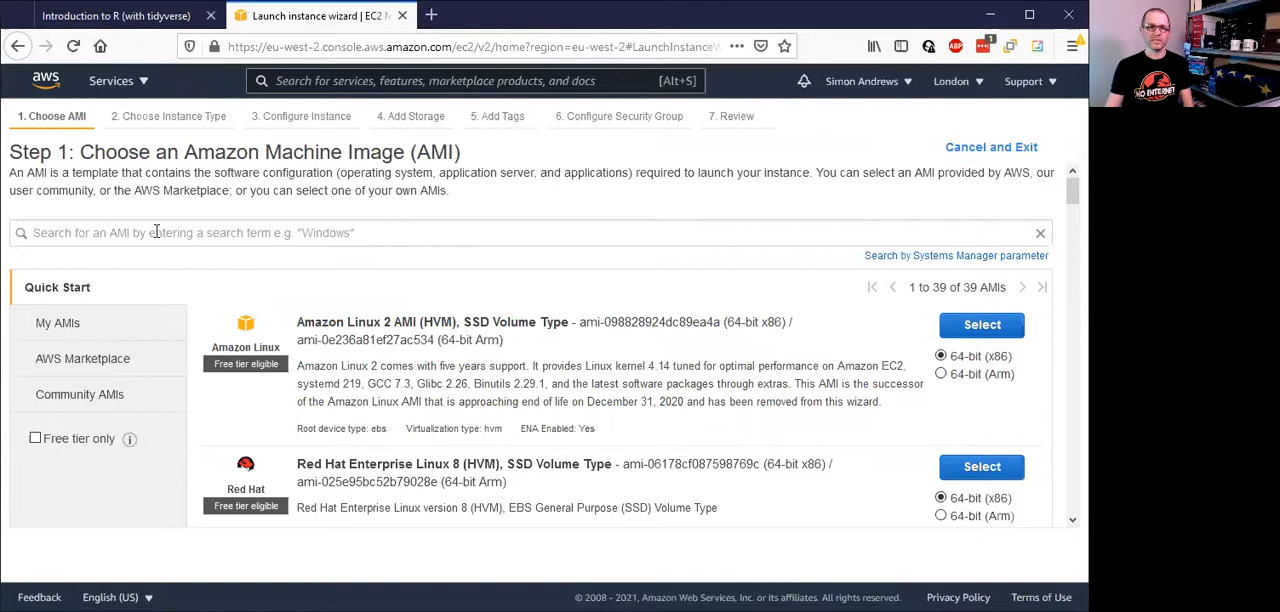 Introduction to R (with tidyverse)
Launch instance wizard | EC2 M
https://eu-west-2.console.aws.amazon.com/ec2/v2/home?region=eu-west-2#LaunchInstanceW
ABP
1
aws
Services
Search for services, features, marketplace products, and docs
[Alt+S]
Simon Andrews
London
Support
NO INTERNET
1. Choose AMI
2. Choose Instance Type
3. Configure Instance
4. Add Storage
5. Add Tags
6. Configure Security Group
7. Review
Step 1: Choose an Amazon Machine Image (AMI)
Cancel and Exit
An AMI is a template that contains the software configuration (operating system, application server, and applications) required to launch your instance. You can select an AMI provided by AWS, our
user community, or the AWS Marketplace; or you can select one of your own AMIs.
Search for an AMI by entering a search term e.g. "Windows"
Search by Systems Manager parameter
Quick Start
1 to 39 of 39 AMIs
My AMIs
AWS Marketplace
Community AMIs
Free tier only
Amazon Linux
Free tier eligible
Amazon Linux 2 AMI (HVM), SSD Volume Type - ami-098828924dc89ea4a (64-bit x86) /
ami-0e236a81ef27ac534 (64-bit Arm)
Amazon Linux 2 comes with five years support. It provides Linux kernel 4.14 tuned for optimal performance on Amazon EC2,
systemd 219, GCC 7.3, Glibc 2.26, Binutils 2.29.1, and the latest software packages through extras. This AMI is the successor
of the Amazon Linux AMI that is approaching end of life on December 31, 2020 and has been removed from this wizard.
Root device type: ebs
Virtualization type: hvm
ENA Enabled: Yes
Select
64-bit (x86)
64-bit (Arm)
Red Hat
Free tier eligible
Red Hat Enterprise Linux 8 (HVM), SSD Volume Type - ami-06178cf087598769c (64-bit x86) /
ami-025e95bc52b79028e (64-bit Arm)
Red Hat Enterprise Linux version 8 (HVM), EBS General Purpose (SSD) Volume Type
Select
64-bit (x86)
64-bit (Arm)
Feedback
English (US)
© 2008 - 2021, Amazon Web Services, Inc. or its affiliates. All rights reserved.
Privacy Policy
Terms of Use